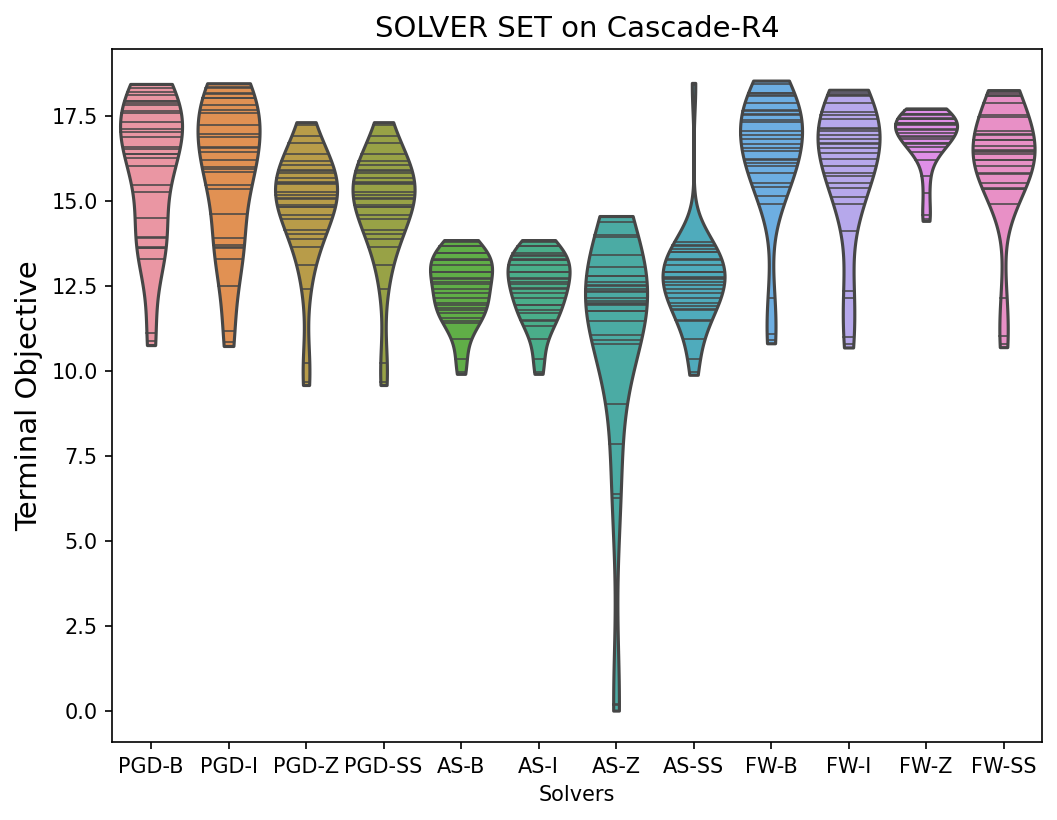 SOLVER SET on Cascade-R4
Terminal Objective
17.5
15.0
12.5
10.0
7.5
5.0
2.5
0.0
PGD-B PGD-I PGD-Z PGD-SS AS-B AS-I AS-Z AS-SS FW-B FW-I FW-Z FW-SS
Solvers